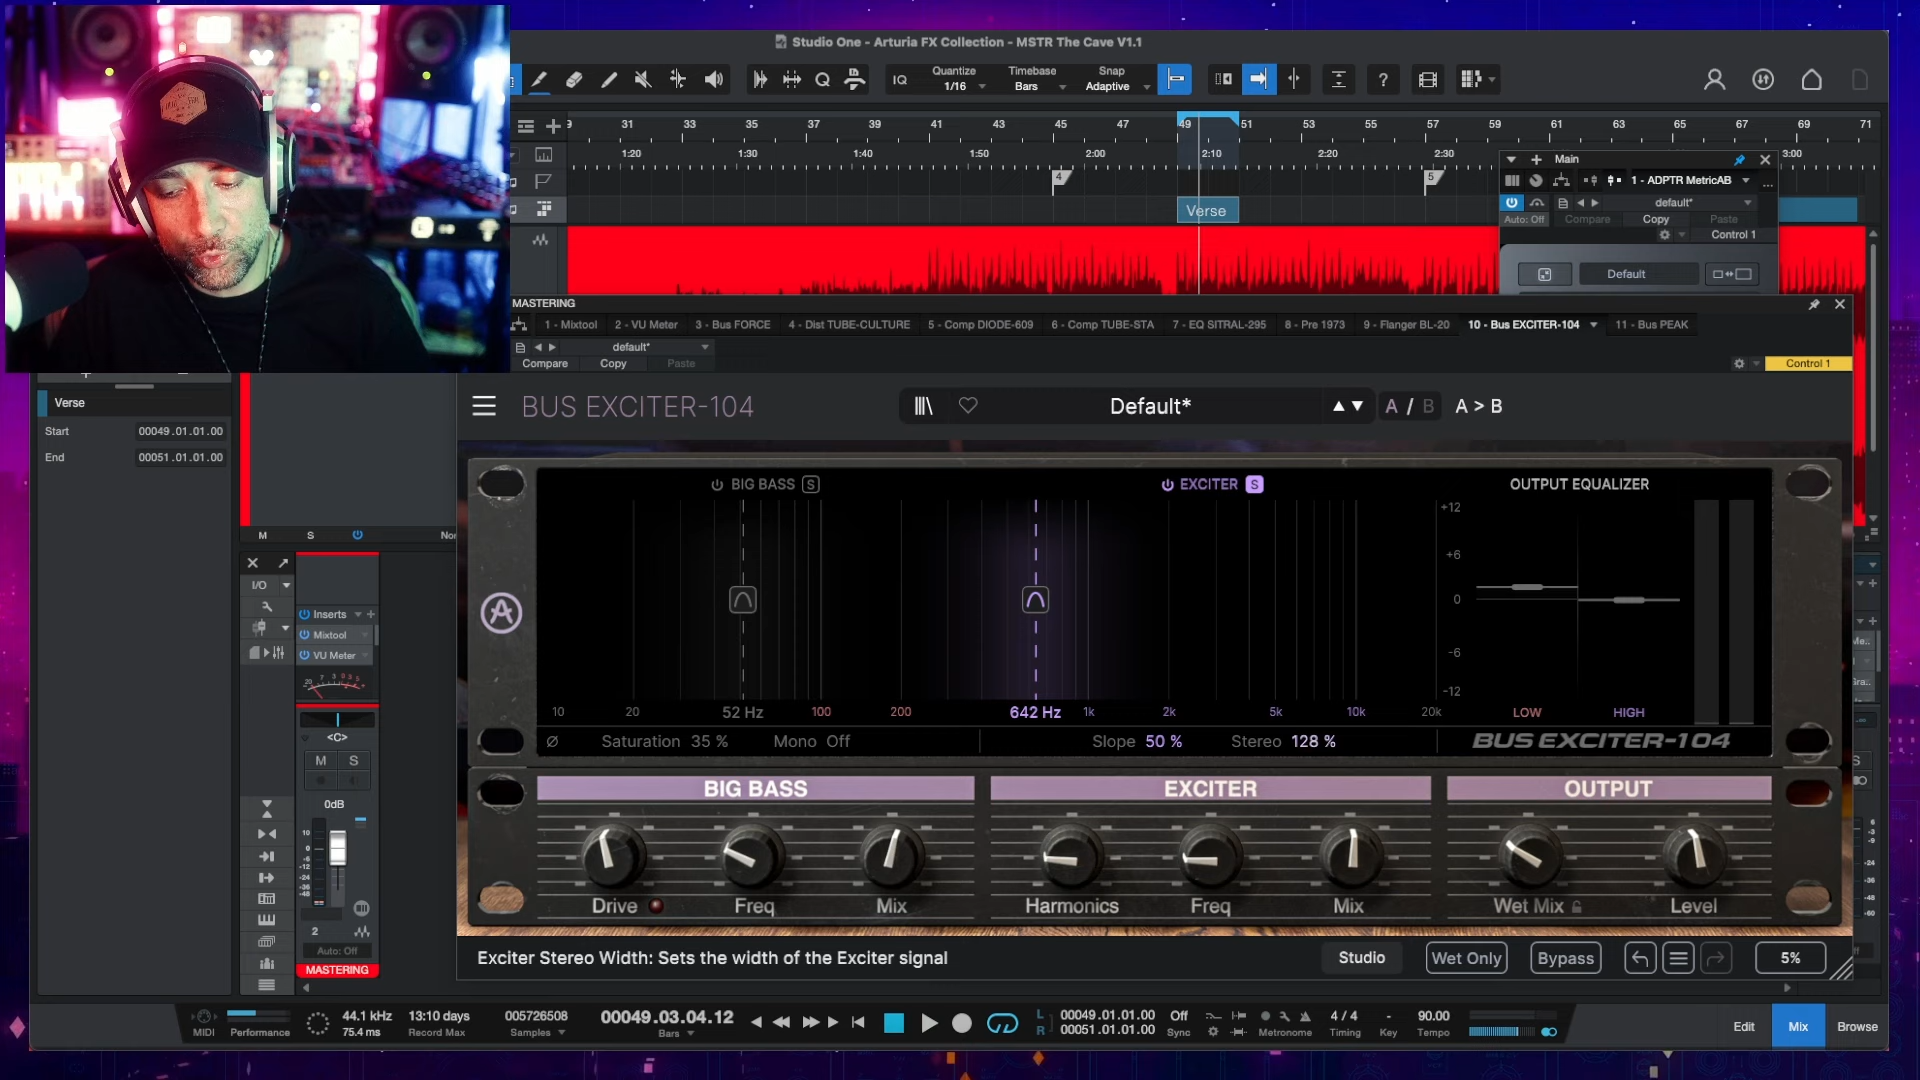 Studio One - Arturia FX Collection - MSTR The Cave V1.1
IQ
Quantize
1/16
Timebase
Bars
Snap
Adaptive
?
31 33 35 37 39 41 43 45 47 49 51 53 55 57 59 61 63 65 67 69 71
1:20 1:30 1:40 1:50 2:00 2:10 2:20 2:30 3:00
4
5
Verse
Main
1 - ADPTR MetricAB
default*
Auto: Off Compare Copy Paste
Control 1
Default
MASTERING
1 - Mixtool 2 - VU Meter 3 - Bus FORCE 4 - Dist TUBE-CULTURE 5 - Comp DIODE-609 6 - Comp TUBE-STA 7 - EQ SITRAL-295 8 - Pre 1973 9 - Flanger BL-20 10 - Bus EXCITER-104 11 - Bus PEAK
default*
Compare Copy Paste
Control 1
Verse
Start 00049.01.01.00
End 00051.01.01.00
BUS EXCITER-104
Default*
A / B A > B
BIG BASS S
EXCITER S
OUTPUT EQUALIZER
+12
+6
0
-6
-12
10 20 52 Hz 100 200 642 Hz 1k 2k 5k 10k 20k
LOW HIGH
Ø Saturation 35 % Mono Off
Slope 50 % Stereo 128 %
BUS EXCITER-104
BIG BASS
EXCITER
OUTPUT
Drive Freq Mix
Harmonics Freq Mix
Wet Mix Level
Exciter Stereo Width: Sets the width of the Exciter signal
Studio
Wet Only
Bypass
5%
M S
I/O
Inserts
Mixtool
VU Meter
<C>
M S
0dB
2
Auto: Off
MASTERING
MIDI
Performance
44.1 kHz
75.4 ms
13:10 days
Record Max
005726508
Samples
00049.03.04.12
Bars
L 00049.01.01.00
R 00051.01.01.00
Off
Sync
Metronome
4 / 4
Timing
-
Key
90.00
Tempo
Edit
Mix
Browse